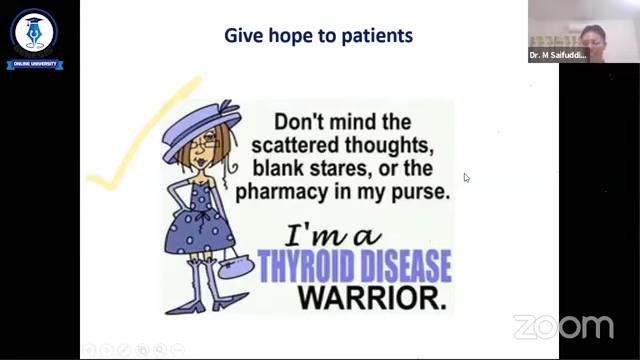 Give hope to patients
ONLINE UNIVERSITY
Dr. M Saifuddi...
Don't mind the
scattered thoughts,
blank stares, or the
pharmacy in my purse.
I'm a
THYROID DISEASE
WARRIOR.
zoom